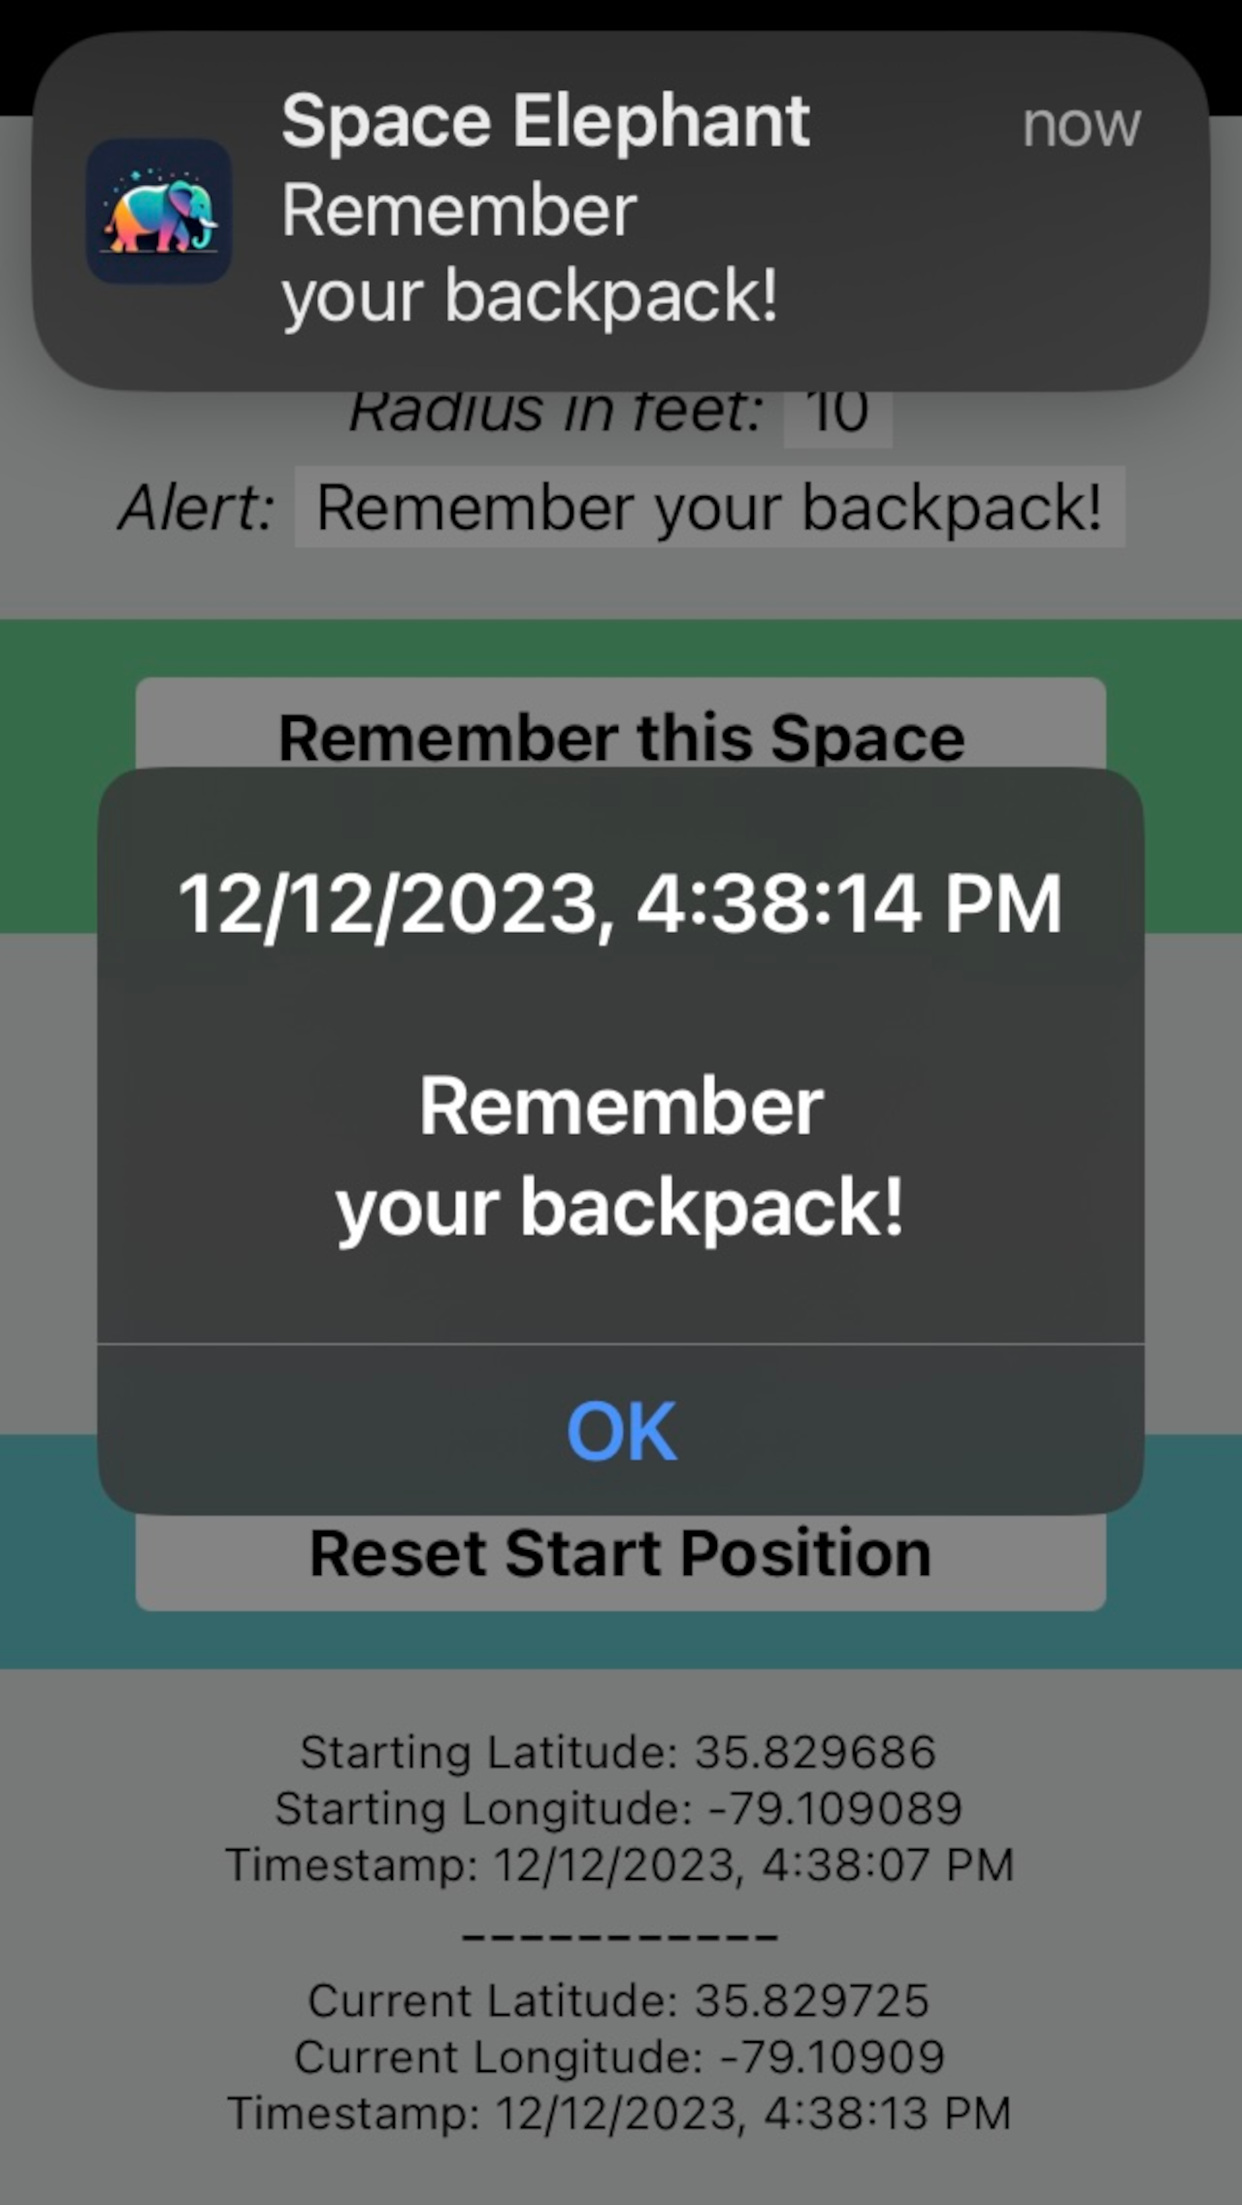 Space Elephant
now
Remember
your backpack!
Radius in feet: 10
Alert: Remember your backpack!
Remember this Space
12/12/2023, 4:38:14 PM
Remember
your backpack!
OK
Reset Start Position
Starting Latitude: 35.829686
Starting Longitude: -79.109089
Timestamp: 12/12/2023, 4:38:07 PM
-----------
Current Latitude: 35.829725
Current Longitude: -79.10909
Timestamp: 12/12/2023, 4:38:13 PM